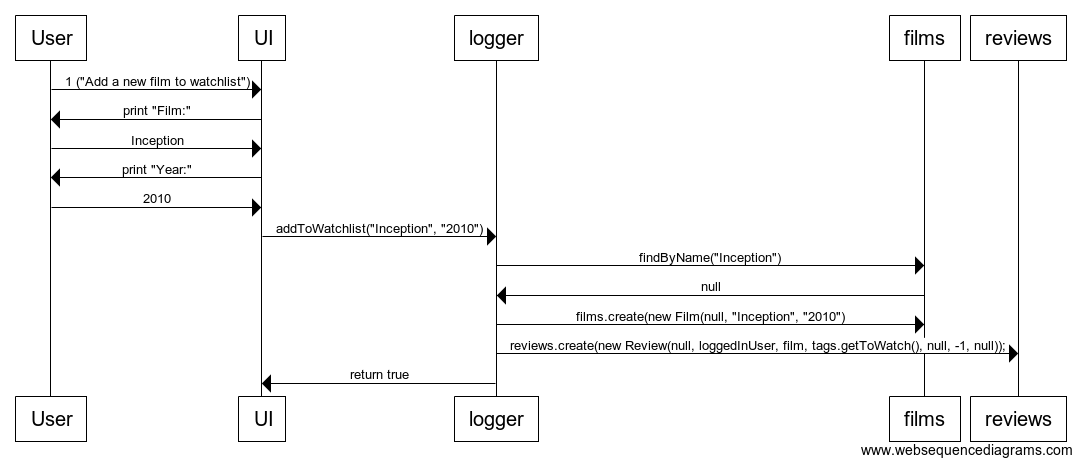 User UI logger films reviews
1 ("Add a new film to watchlist")
print "Film:"
Inception
print "Year:"
2010
addToWatchlist("Inception", "2010")
findByName("Inception")
null
films.create(new Film(null, "Inception", "2010")
reviews.create(new Review(null, loggedInUser, film, tags.getToWatch(), null, -1, null));
return true
User UI logger films reviews
www.websequencediagrams.com